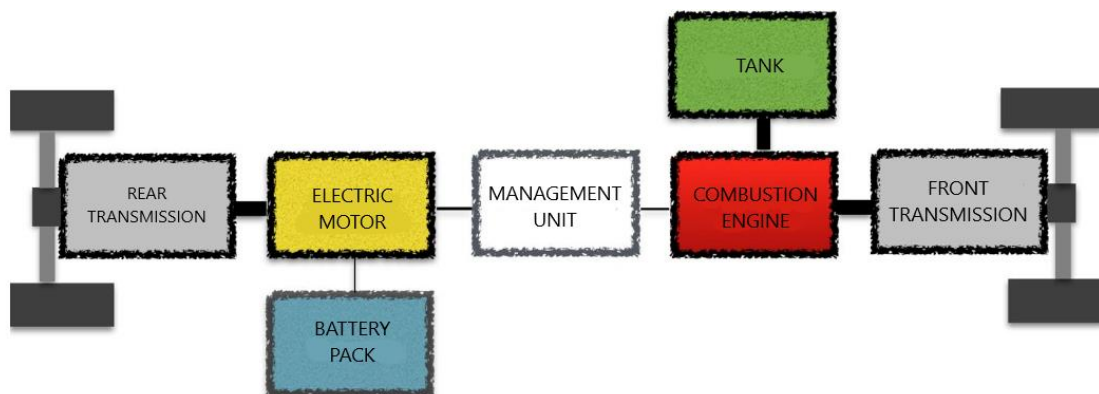 TANK
REAR
TRANSMISSION
ELECTRIC
MOTOR
MANAGEMENT
UNIT
COMBUSTION
ENGINE
FRONT
TRANSMISSION
BATTERY
PACK